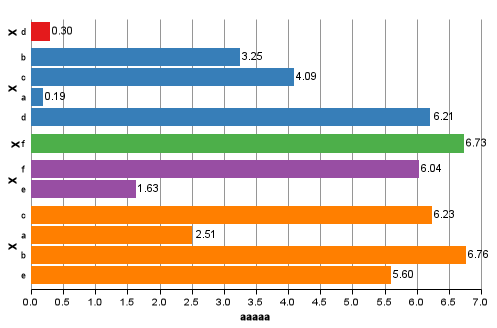 X d 0.30
b 3.25
c 4.09
X
a 0.19
d 6.21
X f 6.73
f 6.04
X
e 1.63
c 6.23
a 2.51
X
b 6.76
e 5.60
0.0 0.5 1.0 1.5 2.0 2.5 3.0 3.5 4.0 4.5 5.0 5.5 6.0 6.5 7.0
aaaaa